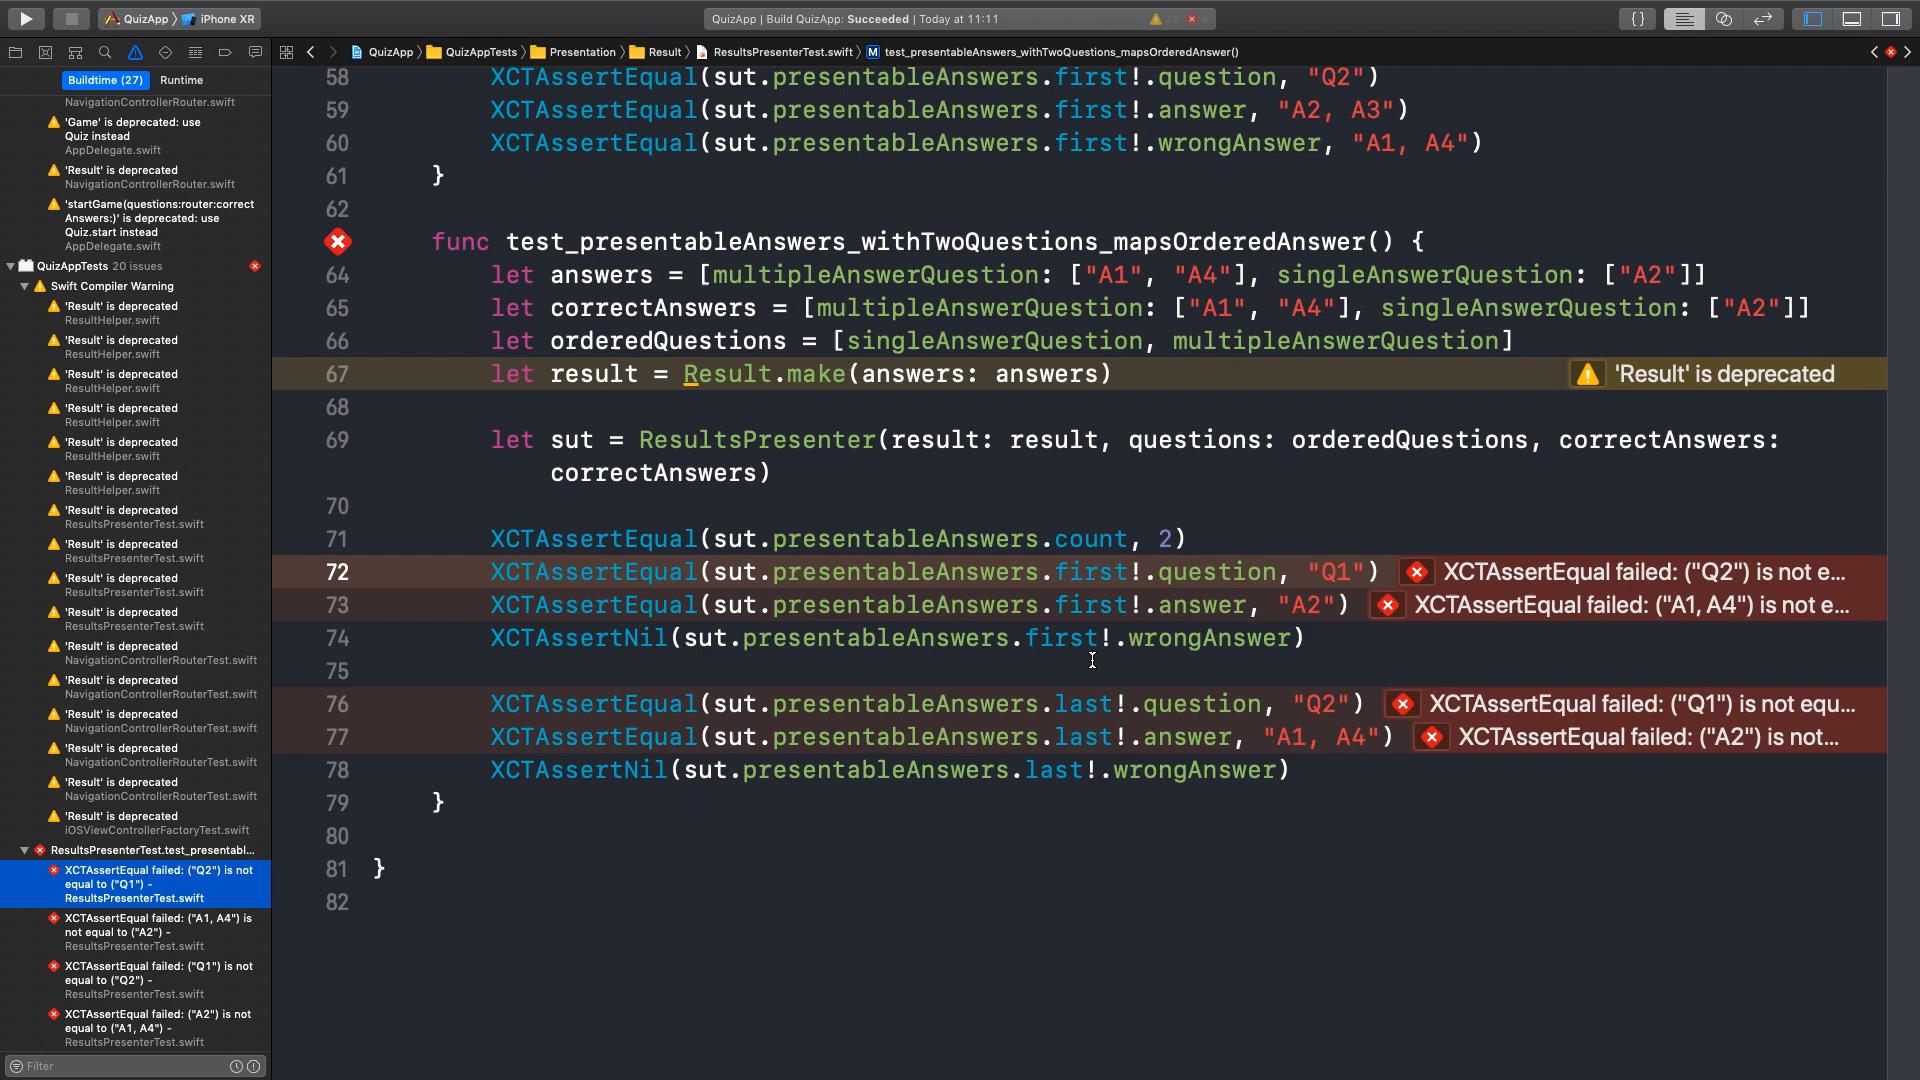 QuizApp iPhone XR
QuizApp | Build QuizApp: Succeeded | Today at 11:11
QuizApp QuizAppTests Presentation Result ResultsPresenterTest.swift M test_presentableAnswers_withTwoQuestions_mapsOrderedAnswer()
Buildtime (27) Runtime
NavigationControllerRouter.swift
'Game' is deprecated: use
Quiz instead
AppDelegate.swift
'Result' is deprecated
NavigationControllerRouter.swift
'startGame(questions:router:correct
Answers:)' is deprecated: use
Quiz.start instead
AppDelegate.swift
QuizAppTests 20 issues
Swift Compiler Warning
'Result' is deprecated
ResultHelper.swift
'Result' is deprecated
ResultHelper.swift
'Result' is deprecated
ResultHelper.swift
'Result' is deprecated
ResultHelper.swift
'Result' is deprecated
ResultHelper.swift
'Result' is deprecated
ResultHelper.swift
'Result' is deprecated
ResultsPresenterTest.swift
'Result' is deprecated
ResultsPresenterTest.swift
'Result' is deprecated
ResultsPresenterTest.swift
'Result' is deprecated
ResultsPresenterTest.swift
'Result' is deprecated
NavigationControllerRouterTest.swift
'Result' is deprecated
NavigationControllerRouterTest.swift
'Result' is deprecated
NavigationControllerRouterTest.swift
'Result' is deprecated
NavigationControllerRouterTest.swift
'Result' is deprecated
NavigationControllerRouterTest.swift
'Result' is deprecated
iOSViewControllerFactoryTest.swift
ResultsPresenterTest.test_presentabl...
XCTAssertEqual failed: ("Q2") is not
equal to ("Q1") -
ResultsPresenterTest.swift
XCTAssertEqual failed: ("A1, A4") is
not equal to ("A2") -
ResultsPresenterTest.swift
XCTAssertEqual failed: ("Q1") is not
equal to ("Q2") -
ResultsPresenterTest.swift
XCTAssertEqual failed: ("A2") is not
equal to ("A1, A4") -
ResultsPresenterTest.swift
Filter
58 XCTAssertEqual(sut.presentableAnswers.first!.question, "Q2")
59 XCTAssertEqual(sut.presentableAnswers.first!.answer, "A2, A3")
60 XCTAssertEqual(sut.presentableAnswers.first!.wrongAnswer, "A1, A4")
61 }
62
func test_presentableAnswers_withTwoQuestions_mapsOrderedAnswer() {
64 let answers = [multipleAnswerQuestion: ["A1", "A4"], singleAnswerQuestion: ["A2"]]
65 let correctAnswers = [multipleAnswerQuestion: ["A1", "A4"], singleAnswerQuestion: ["A2"]]
66 let orderedQuestions = [singleAnswerQuestion, multipleAnswerQuestion]
67 let result = Result.make(answers: answers) 'Result' is deprecated
68
69 let sut = ResultsPresenter(result: result, questions: orderedQuestions, correctAnswers:
correctAnswers)
70
71 XCTAssertEqual(sut.presentableAnswers.count, 2)
72 XCTAssertEqual(sut.presentableAnswers.first!.question, "Q1") XCTAssertEqual failed: ("Q2") is not e...
73 XCTAssertEqual(sut.presentableAnswers.first!.answer, "A2") XCTAssertEqual failed: ("A1, A4") is not e...
74 XCTAssertNil(sut.presentableAnswers.first!.wrongAnswer)
75
76 XCTAssertEqual(sut.presentableAnswers.last!.question, "Q2") XCTAssertEqual failed: ("Q1") is not equ...
77 XCTAssertEqual(sut.presentableAnswers.last!.answer, "A1, A4") XCTAssertEqual failed: ("A2") is not...
78 XCTAssertNil(sut.presentableAnswers.last!.wrongAnswer)
79 }
80
81 }
82